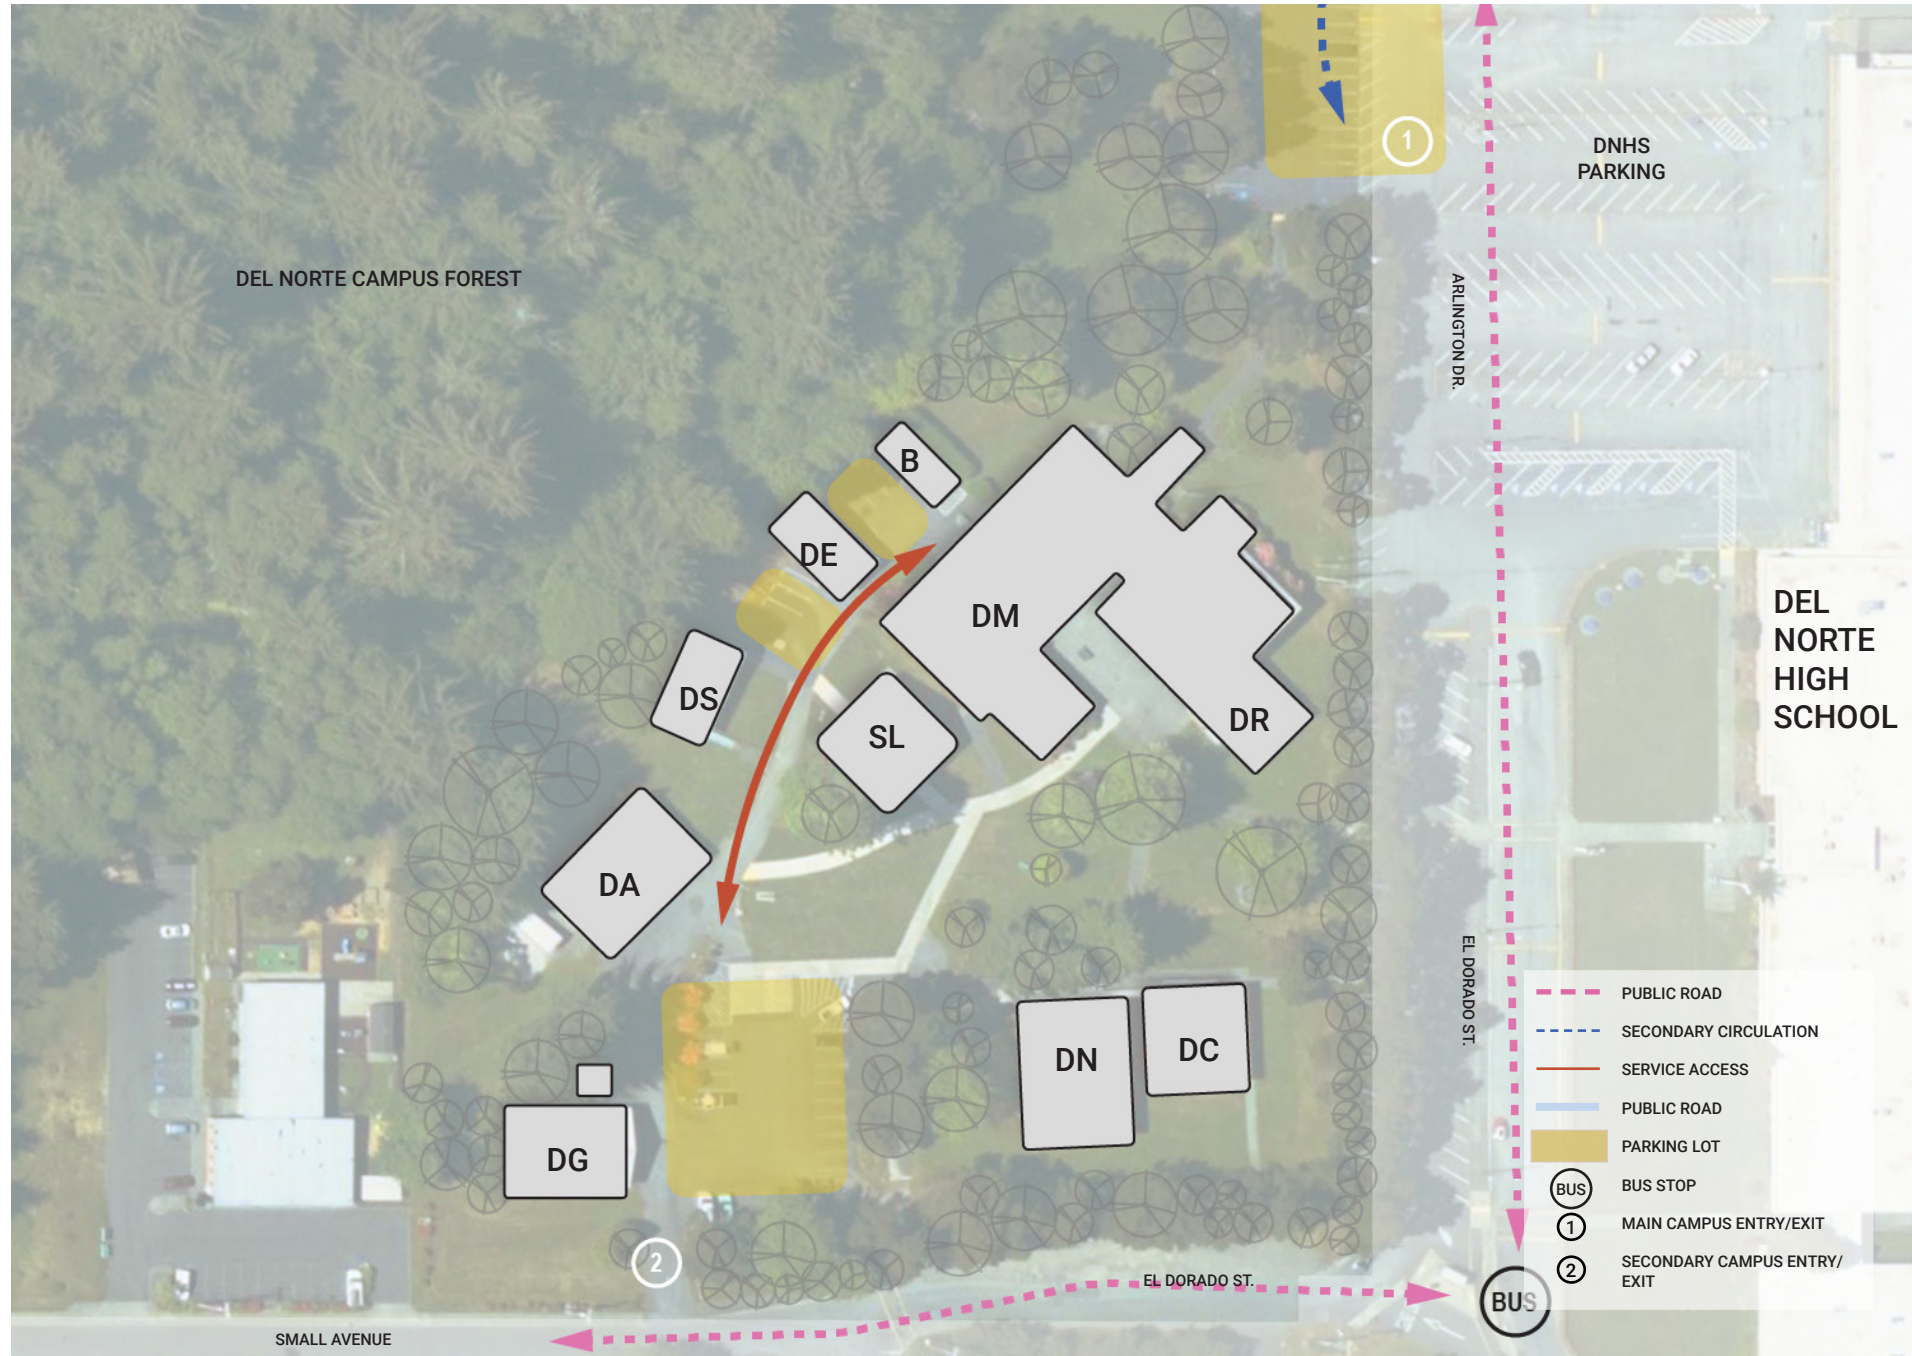 1
DNHS
PARKING
DEL NORTE CAMPUS FOREST
ARLINGTON DR.
B
DE
DM
DEL
NORTE
HIGH
SCHOOL
DS
SL
DR
DA
EL DORADO ST.
DN
DC
DG
2
EL DORADO ST.
SMALL AVENUE
BUS
PUBLIC ROAD
SECONDARY CIRCULATION
SERVICE ACCESS
PUBLIC ROAD
PARKING LOT
BUS
BUS STOP
1
MAIN CAMPUS ENTRY/EXIT
2
SECONDARY CAMPUS ENTRY/
EXIT